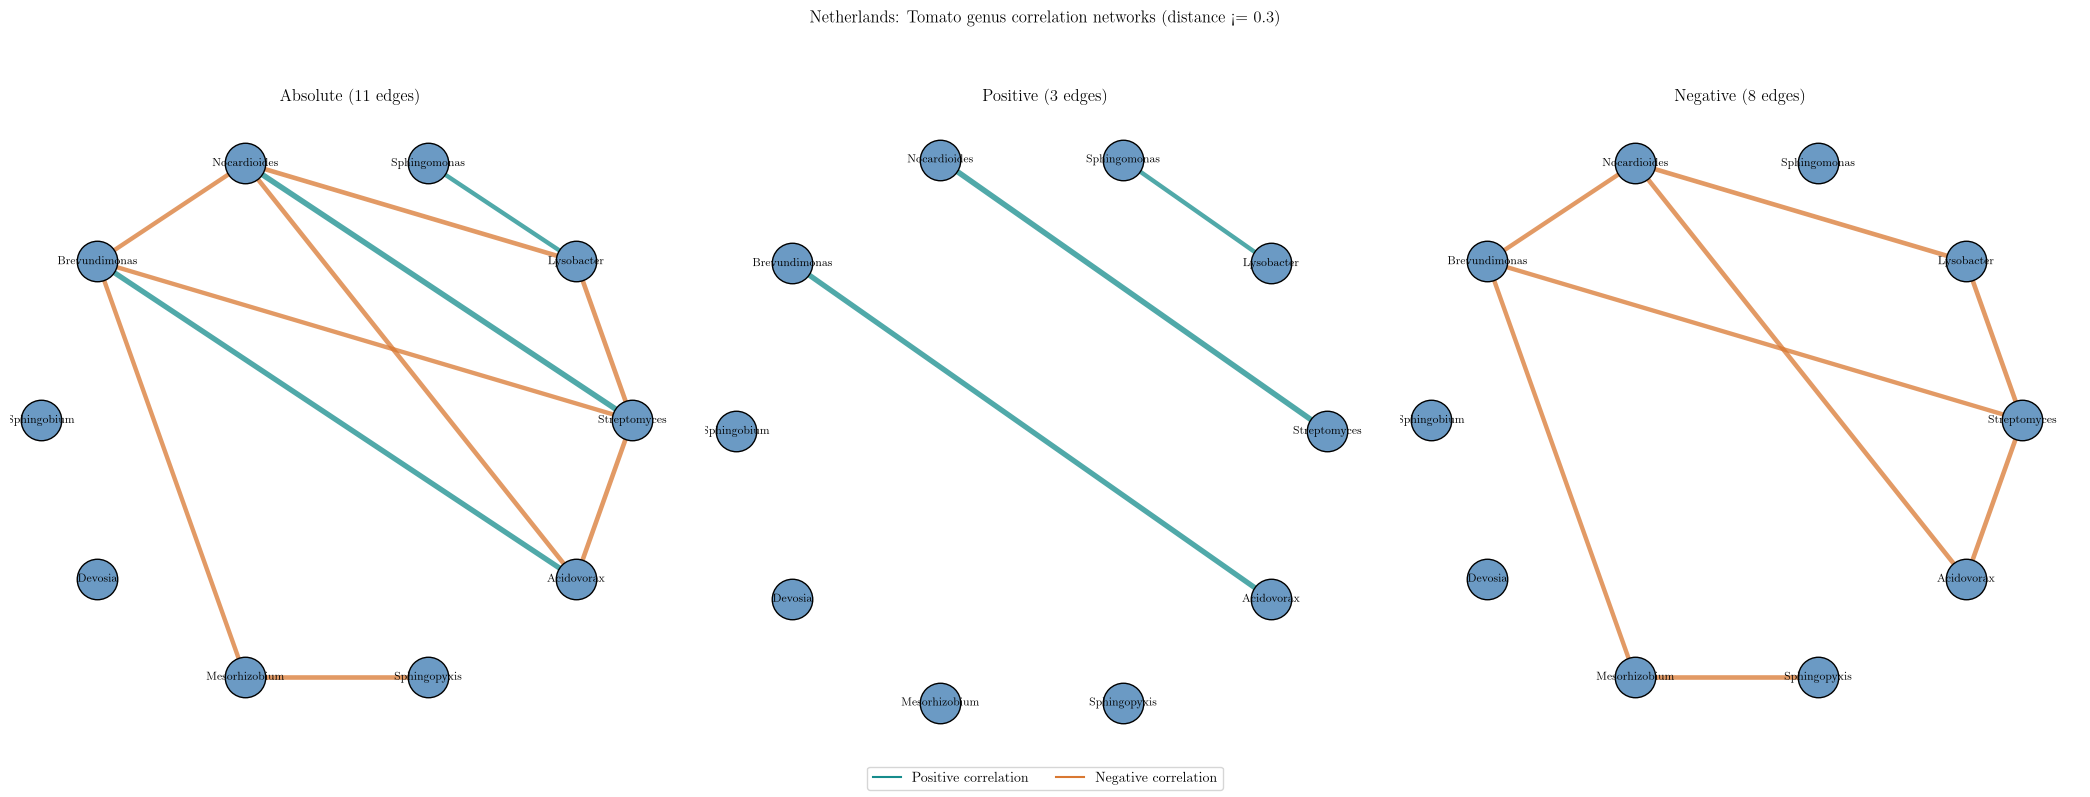 Netherlands: Tomato genus correlation networks (distance ¡= 0.3)
Absolute (11 edges)
Nocardioides
Sphingomonas
Brevundimonas
Lysobacter
Sphingobium
Streptomyces
Devosia
Acidovorax
Mesorhizobium
Sphingopyxis
Positive (3 edges)
Nocardioides
Sphingomonas
Brevundimonas
Lysobacter
Sphingobium
Streptomyces
Devosia
Acidovorax
Mesorhizobium
Sphingopyxis
Negative (8 edges)
Nocardioides
Sphingomonas
Brevundimonas
Lysobacter
Sphingobium
Streptomyces
Devosia
Acidovorax
Mesorhizobium
Sphingopyxis
Positive correlation
Negative correlation